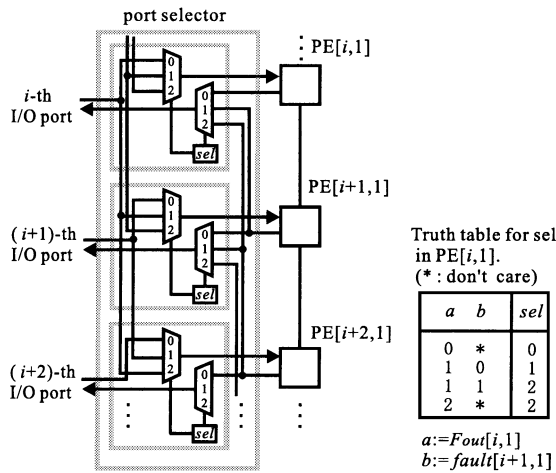 port selector
PE[i,1]
0
1
2
0
1
2
i-th
I/O port
sel
PE[i+1,1]
0
1
2
0
1
2
(i+1)-th
I/O port
sel
PE[i+2,1]
0
1
2
0
1
2
(i+2)-th
I/O port
sel
Truth table for sel
in PE[i,1].
(* : don't care)
a b sel
0 * 0
1 0 1
1 1 2
2 * 2
a:=Fout[i,1]
b:=fault[i+1,1]